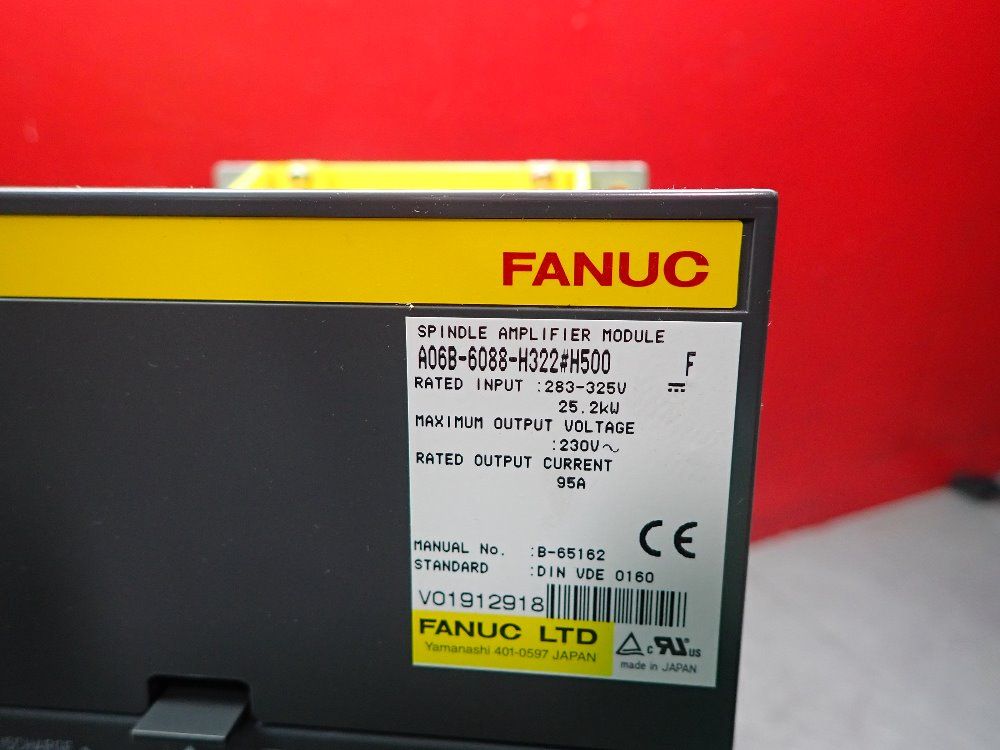 FANUC
SPINDLE AMPLIFIER MODULE
A06B-6088-H322#H500 F
RATED INPUT :283-325V ⎓
25.2kW
MAXIMUM OUTPUT VOLTAGE
:230V～
RATED OUTPUT CURRENT
95A
CE
MANUAL No. :B-65162
STANDARD :DIN VDE 0160
V01912918
FANUC LTD
Yamanashi 401-0597 JAPAN
c RU US
made in JAPAN